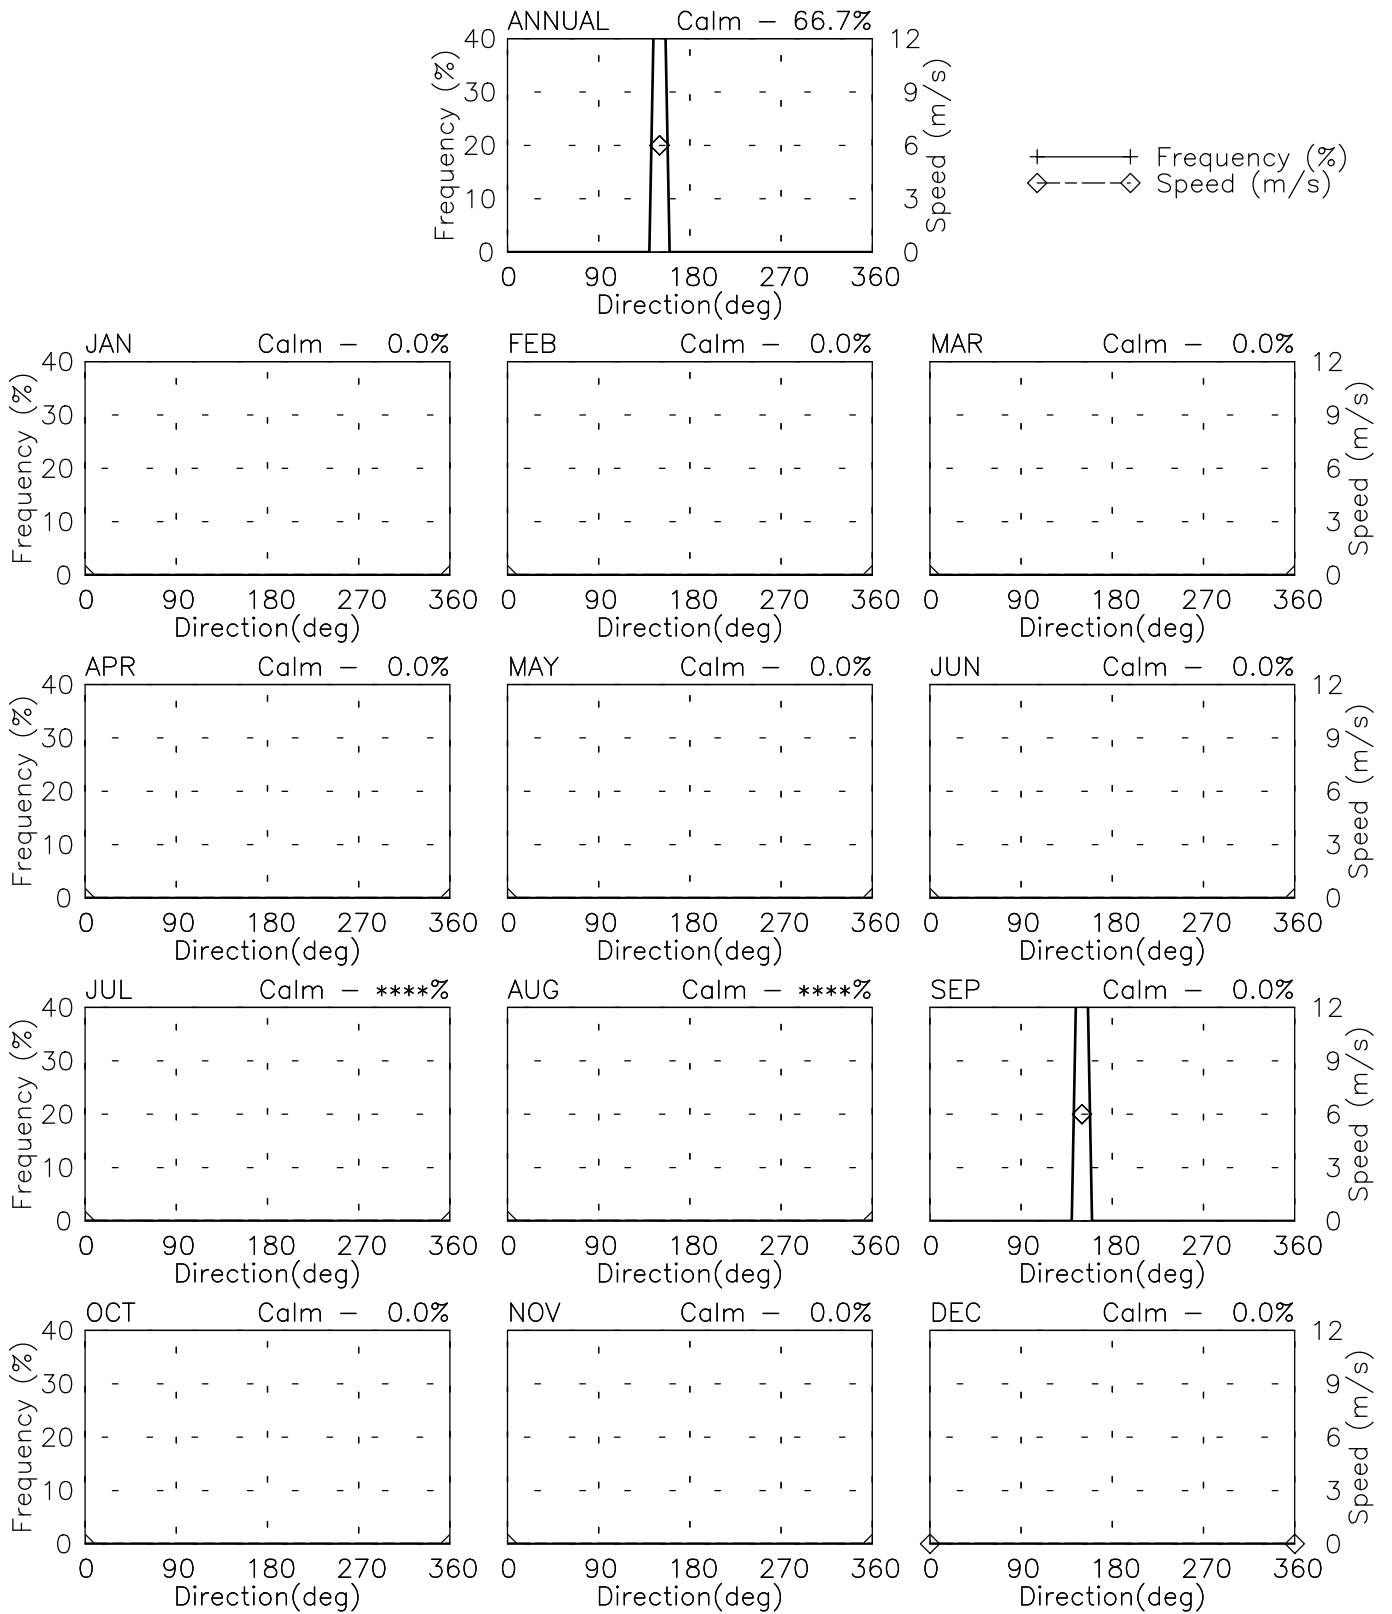 ANNUAL Calm - 66.7%
40 12
30 9
20 6
10 3
0 0
Frequency (%)
Speed (m/s)
0 90 180 270 360
Direction(deg)
Frequency (%)
Speed (m/s)
JAN Calm - 0.0% FEB Calm - 0.0% MAR Calm - 0.0%
40 12
30 9
20 6
10 3
0 0
Frequency (%)
Speed (m/s)
0 90 180 270 360 0 90 180 270 360 0 90 180 270 360
Direction(deg) Direction(deg) Direction(deg)
APR Calm - 0.0% MAY Calm - 0.0% JUN Calm - 0.0%
40 12
30 9
20 6
10 3
0 0
Frequency (%)
Speed (m/s)
0 90 180 270 360 0 90 180 270 360 0 90 180 270 360
Direction(deg) Direction(deg) Direction(deg)
JUL Calm - ****% AUG Calm - ****% SEP Calm - 0.0%
40 12
30 9
20 6
10 3
0 0
Frequency (%)
Speed (m/s)
0 90 180 270 360 0 90 180 270 360 0 90 180 270 360
Direction(deg) Direction(deg) Direction(deg)
OCT Calm - 0.0% NOV Calm - 0.0% DEC Calm - 0.0%
40 12
30 9
20 6
10 3
0 0
Frequency (%)
Speed (m/s)
0 90 180 270 360 0 90 180 270 360 0 90 180 270 360
Direction(deg) Direction(deg) Direction(deg)